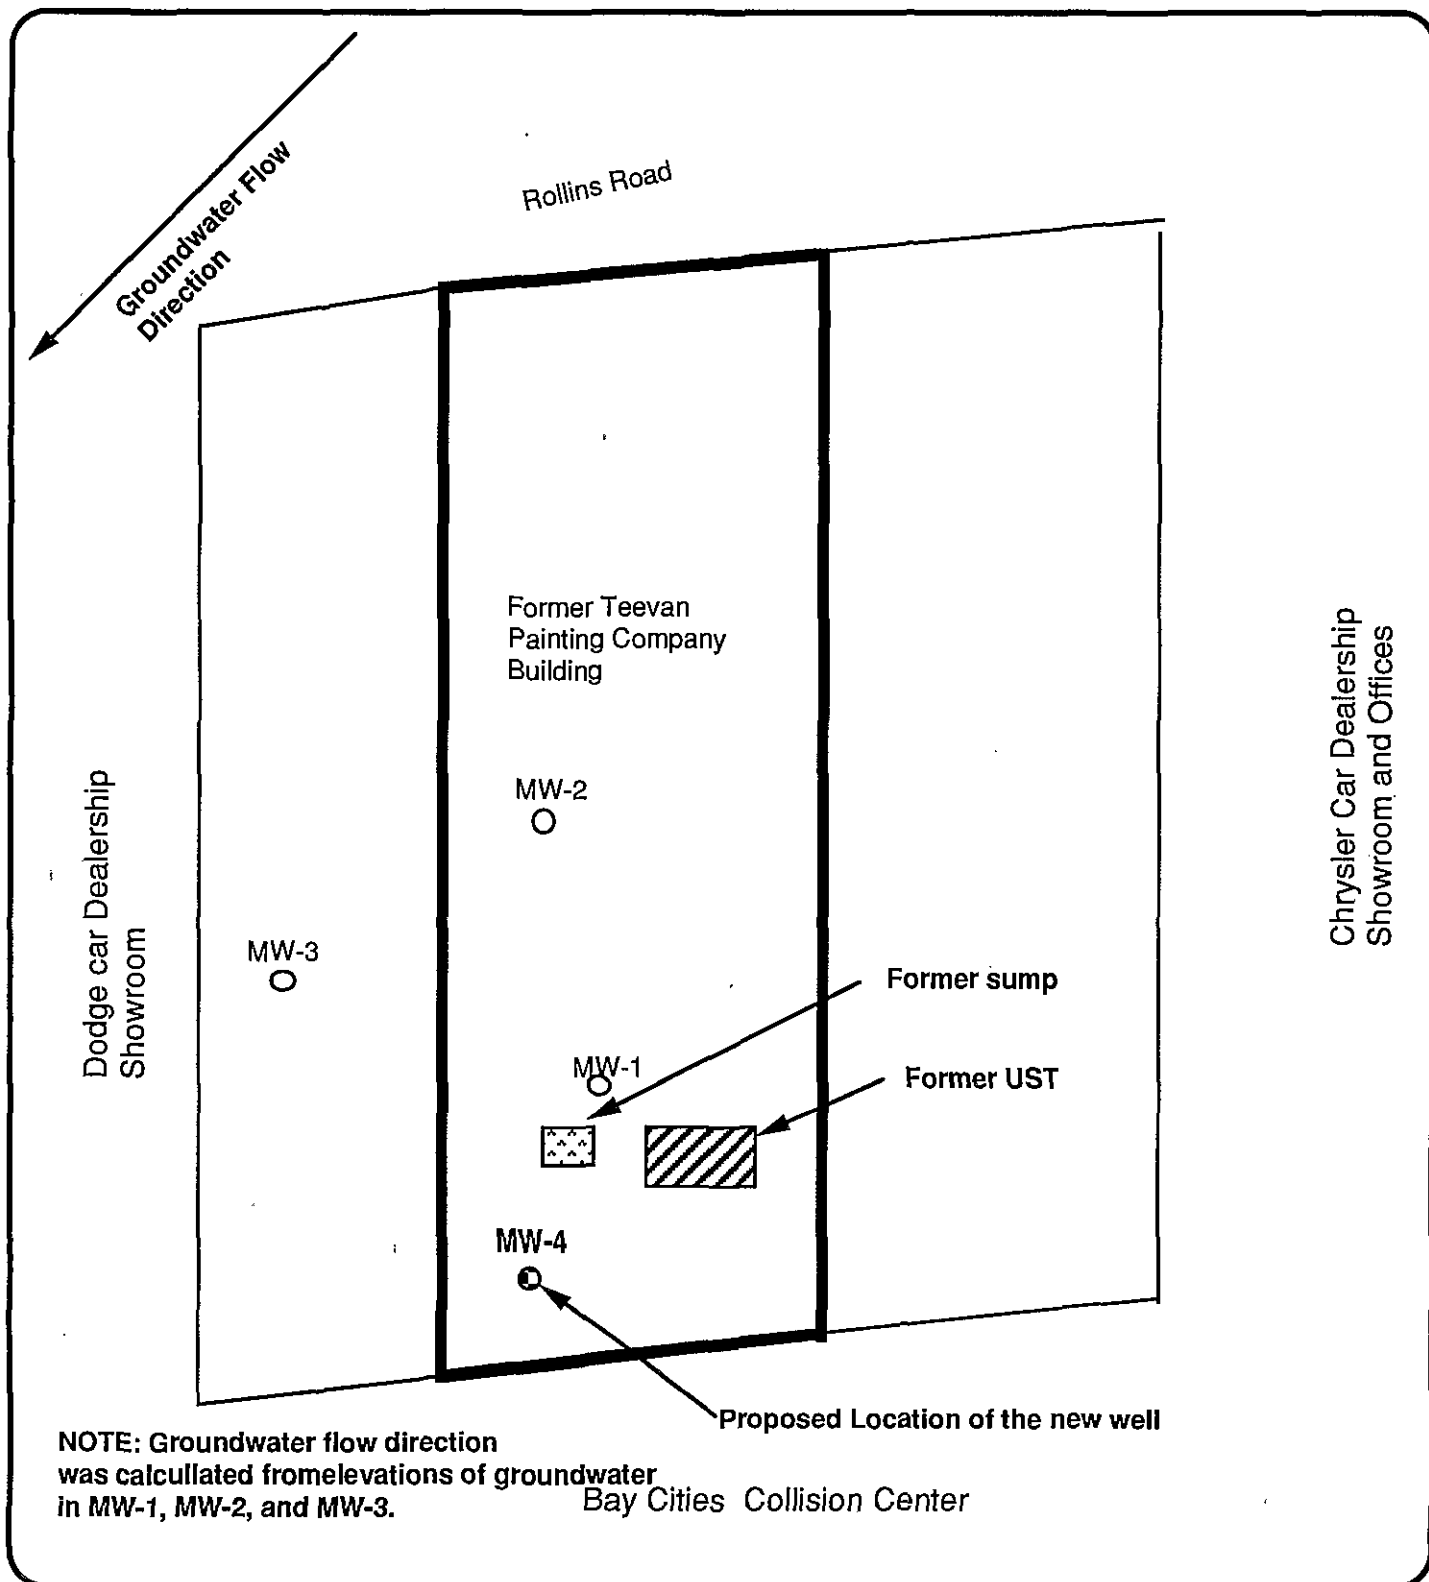 Groundwater Flow
Direction
Rollins Road
Former Teevan
Painting Company
Building
MW-2
MW-3
Dodge car Dealership
Showroom
Chrysler Car Dealership
Showroom and Offices
Former sump
MW-1
Former UST
MW-4
Proposed Location of the new well
NOTE: Groundwater flow direction
was calcullated fromelevations of groundwater
in MW-1, MW-2, and MW-3.
Bay Cities Collision Center